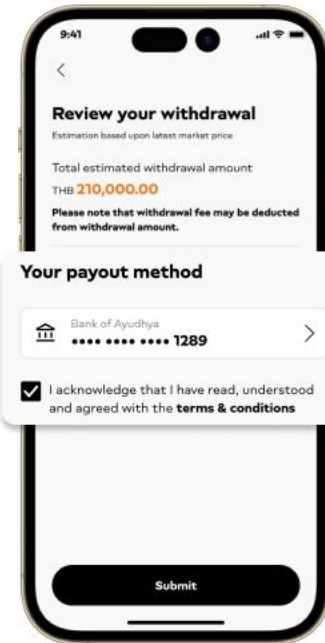 9:41
Review your withdrawal
Estimation based upon latest market price
Total estimated withdrawal amount
THB 210,000.00
Please note that withdrawal fee may be deducted
from withdrawal amount.
Your payout method
Bank of Ayudhya
•••• •••• •••• 1289
I acknowledge that I have read, understood
and agreed with the terms & conditions
Submit